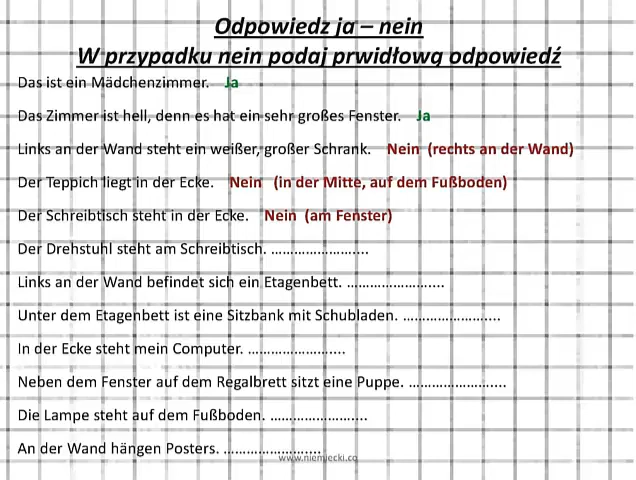 Odpowiedz ja – nein
W przypadku nein podaj prwidłową odpowiedź
Das ist ein Mädchenzimmer. Ja
Das Zimmer ist hell, denn es hat ein sehr großes Fenster. Ja
Links an der Wand steht ein weißer, großer Schrank. Nein (rechts an der Wand)
Der Teppich liegt in der Ecke. Nein (in der Mitte, auf dem Fußboden)
Der Schreibtisch steht in der Ecke. Nein (am Fenster)
Der Drehstuhl steht am Schreibtisch. …………………....
Links an der Wand befindet sich ein Etagenbett. …………………....
Unter dem Etagenbett ist eine Sitzbank mit Schubladen. …………………....
In der Ecke steht mein Computer. …………………....
Neben dem Fenster auf dem Regalbrett sitzt eine Puppe. …………………....
Die Lampe steht auf dem Fußboden. …………………....
An der Wand hängen Posters. …………………....
www.niemiecki.co